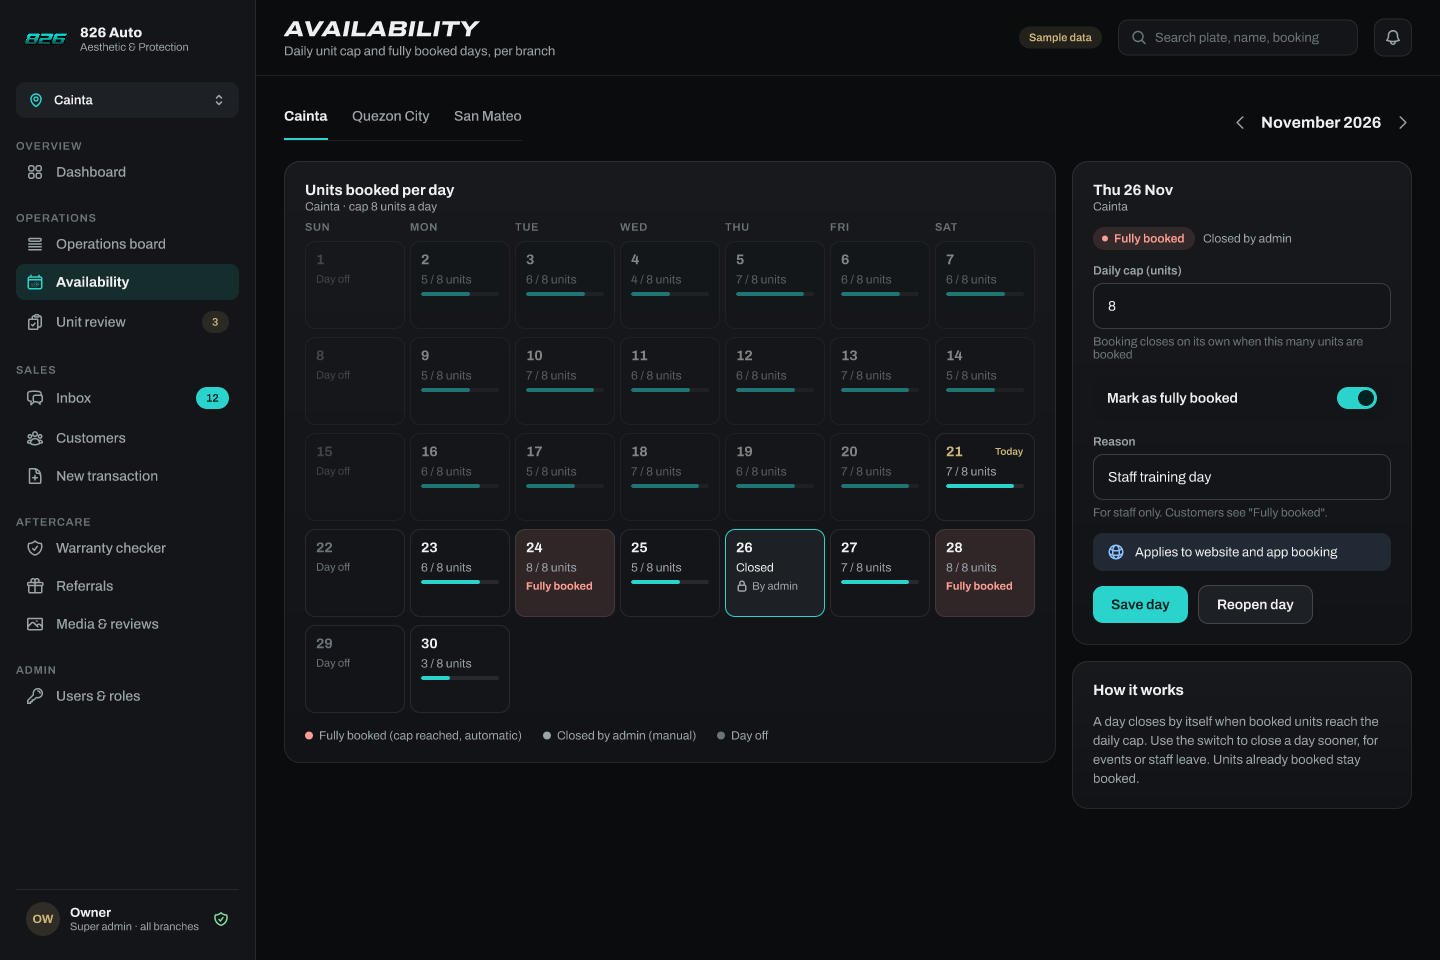 826
826 Auto
Aesthetic & Protection
Cainta
OVERVIEW
Dashboard
OPERATIONS
Operations board
Availability
Unit review
3
SALES
Inbox
12
Customers
New transaction
AFTERCARE
Warranty checker
Referrals
Media & reviews
ADMIN
Users & roles
OW
Owner
Super admin · all branches
AVAILABILITY
Daily unit cap and fully booked days, per branch
Sample data
Search plate, name, booking
Cainta
Quezon City
San Mateo
November 2026
Units booked per day
Cainta · cap 8 units a day
SUN MON TUE WED THU FRI SAT
1
Day off
2
5 / 8 units
3
6 / 8 units
4
4 / 8 units
5
7 / 8 units
6
6 / 8 units
7
6 / 8 units
8
Day off
9
5 / 8 units
10
7 / 8 units
11
6 / 8 units
12
6 / 8 units
13
7 / 8 units
14
5 / 8 units
15
Day off
16
6 / 8 units
17
5 / 8 units
18
7 / 8 units
19
6 / 8 units
20
7 / 8 units
21 Today
7 / 8 units
22
Day off
23
6 / 8 units
24
8 / 8 units
Fully booked
25
5 / 8 units
26
Closed
By admin
27
7 / 8 units
28
8 / 8 units
Fully booked
29
Day off
30
3 / 8 units
Fully booked (cap reached, automatic)
Closed by admin (manual)
Day off
Thu 26 Nov
Cainta
Fully booked
Closed by admin
Daily cap (units)
8
Booking closes on its own when this many units are
booked
Mark as fully booked
Reason
Staff training day
For staff only. Customers see "Fully booked".
Applies to website and app booking
Save day
Reopen day
How it works
A day closes by itself when booked units reach the
daily cap. Use the switch to close a day sooner, for
events or staff leave. Units already booked stay
booked.